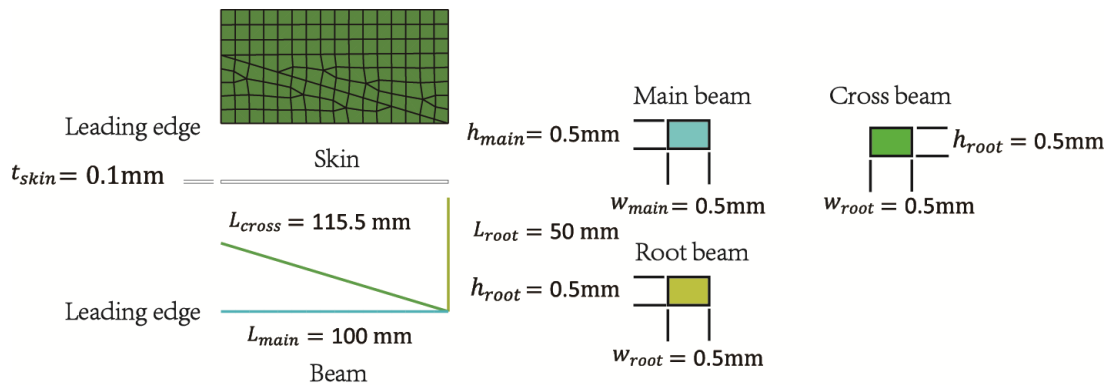 Leading edge
Skin
t_skin = 0.1mm
L_cross = 115.5 mm
L_root = 50 mm
Leading edge
L_main = 100 mm
Beam
Main beam
h_main = 0.5mm
w_main = 0.5mm
Cross beam
h_root = 0.5mm
w_root = 0.5mm
Root beam
h_root = 0.5mm
w_root = 0.5mm